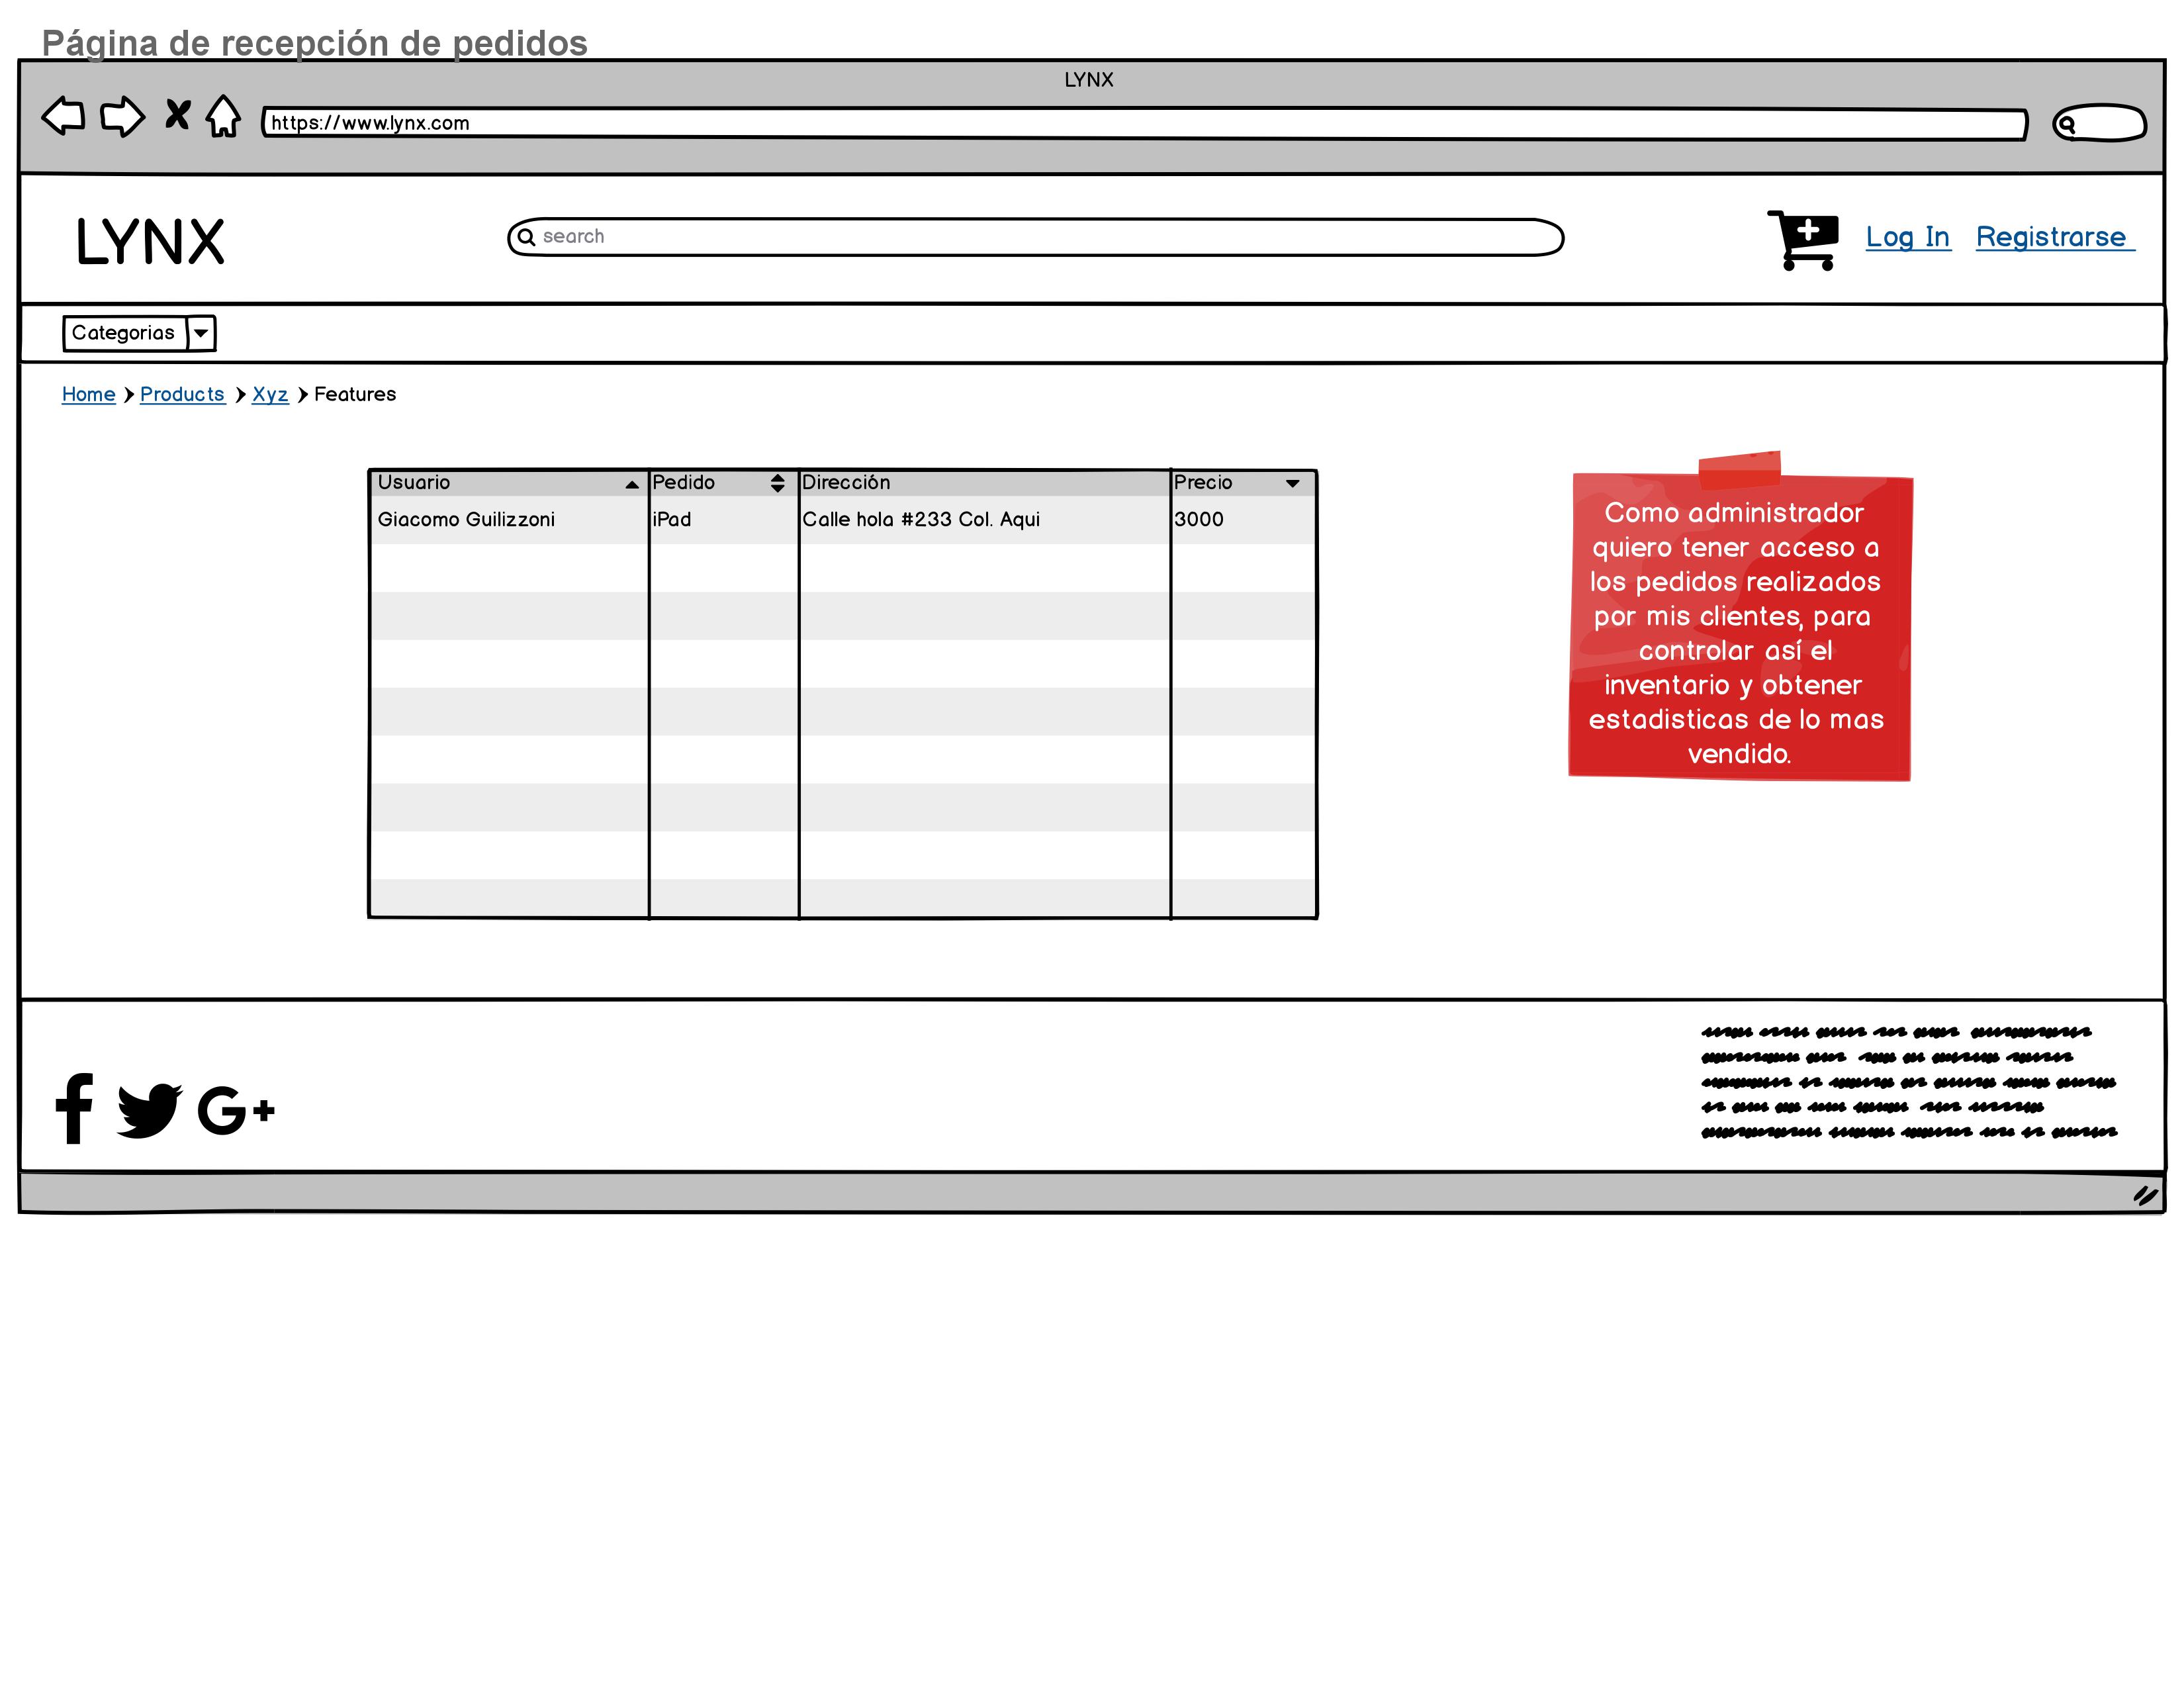 Página de recepción de pedidos
LYNX
https://www.lynx.com
LYNX
search
Log In
Registrarse
Categorias
Home
Products
Xyz
Features
Usuario
Pedido
Dirección
Precio
Giacomo Guilizzoni
iPad
Calle hola #233 Col. Aqui
3000
Como administrador
quiero tener acceso a
los pedidos realizados
por mis clientes, para
controlar así el
inventario y obtener
estadisticas de lo mas
vendido.
G+